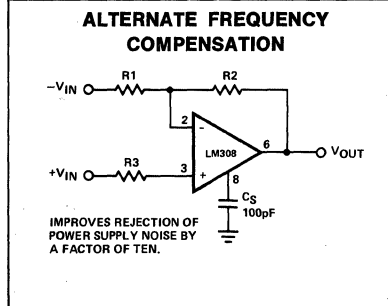 ALTERNATE FREQUENCY
COMPENSATION
R1
R2
−VIN
2
−
LM308
6
VOUT
+VIN
R3
3
+
8
CS
100pF
IMPROVES REJECTION OF
POWER SUPPLY NOISE BY
A FACTOR OF TEN.